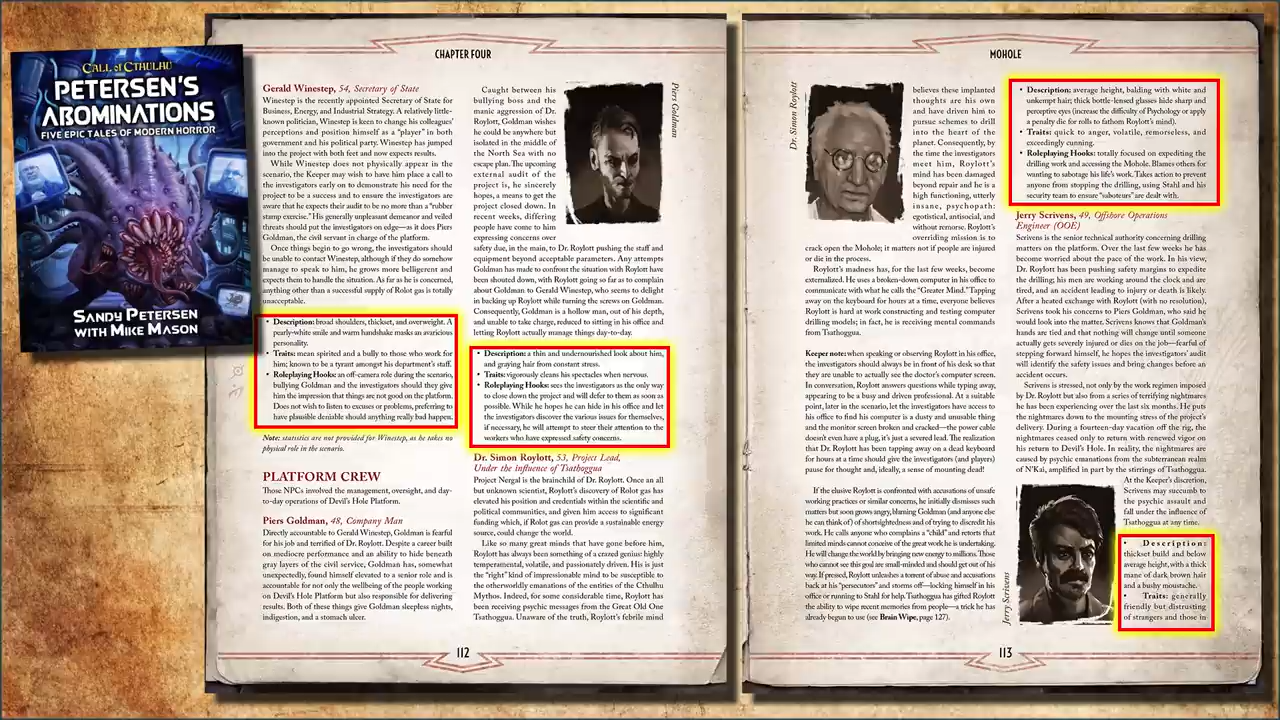 CALL of CTHULHU
PETERSEN'S
ABOMINATIONS
FIVE EPIC TALES OF MODERN HORROR
SANDY PETERSEN
WITH MIKE MASON
CHAPTER FOUR
Gerald Winestep, 54, Secretary of State
Winestep is the recently appointed Secretary of State for
Business, Energy, and Industrial Strategy. A relatively little-
known politician, Winestep is keen to change his colleagues'
perceptions and position himself as a "player" in both
government and his political party. Winestep has jumped
into the project with both feet and now expects results.
While Winestep does not physically appear in the
scenario, the Keeper may wish to have him place a call to
the investigators early on to demonstrate his need for the
project to be a success and to ensure the investigators are
aware that he expects their audit to be no more than a "rubber
stamp exercise." His generally unpleasant demeanor and veiled
threats should put the investigators on edge—as it does Piers
Goldman, the civil servant in charge of the platform.
Once things begin to go wrong, the investigators should
be unable to contact Winestep, although if they do somehow
manage to speak to him, he grows more belligerent and
expects them to handle the situation. As far as he is concerned,
anything other than a successful supply of Rolot gas is totally
unacceptable.
• Description: broad shoulders, thickset, and overweight. A
pearly-white smile and warm handshake masks an avaricious
personality.
• Traits: mean spirited and a bully to those who work for
him; known to be a tyrant amongst his department's staff.
• Roleplaying Hooks: an off-camera role during the scenario,
bullying Goldman and the investigators should they give
him the impression that things are not good on the platform.
Does not wish to listen to excuses or problems, preferring to
have plausible deniable should anything really bad happen.
Note: statistics are not provided for Winestep, as he takes no
physical role in the scenario.
PLATFORM CREW
Those NPCs involved the management, oversight, and day-
to-day operations of Devil's Hole Platform.
Piers Goldman, 48, Company Man
Directly accountable to Gerald Winestep, Goldman is fearful
for his job and terrified of Dr. Roylott. Despite a career built
on mediocre performance and an ability to hide beneath
gray layers of the civil service, Goldman has, somewhat
unexpectedly, found himself elevated to a senior role and is
accountable for not only the wellbeing of the people working
on Devil's Hole Platform but also responsible for delivering
results. Both of these things give Goldman sleepless nights,
indigestion, and a stomach ulcer.
Caught between his
bullying boss and the
manic aggression of Dr.
Roylott, Goldman wishes
he could be anywhere but
isolated in the middle of
the North Sea with no
escape plan. The upcoming
external audit of the
project is, he sincerely
hopes, a means to get the
project closed down. In
recent weeks, differing
people have come to him
expressing concerns over
safety due, in the main, to Dr. Roylott pushing the staff and
equipment beyond acceptable parameters. Any attempts
Goldman has made to confront the situation with Roylott have
been shouted down, with Roylott going so far as to complain
about Goldman to Gerald Winestep, who seems to delight
in backing up Roylott while turning the screws on Goldman.
Consequently, Goldman is a hollow man, out of his depth,
and unable to take charge, reduced to sitting in his office and
letting Roylott actually manage things day-to-day.
Piers Goldman
• Description: a thin and undernourished look about him,
and graying hair from constant stress.
• Traits: vigorously cleans his spectacles when nervous.
• Roleplaying Hooks: sees the investigators as the only way
to close down the project and will defer to them as soon as
possible. While he hopes he can hide in his office and let
the investigators discover the various issues for themselves,
if necessary, he will attempt to steer their attention to the
workers who have expressed safety concerns.
Dr. Simon Roylott, 53, Project Lead,
Under the influence of Tsathoggua
Project Nergal is the brainchild of Dr. Roylott. Once an all
but unknown scientist, Roylott's discovery of Rolot gas has
elevated his position and credentials within the scientific and
political communities, and given him access to significant
funding which, if Rolot gas can provide a sustainable energy
source, could change the world.
Like so many great minds that have gone before him,
Roylott has always been something of a crazed genius: highly
temperamental, volatile, and passionately driven. His is just
the "right" kind of impressionable mind to be susceptible to
the otherworldly emanations of the entities of the Cthulhu
Mythos. Indeed, for some considerable time, Roylott has
been receiving psychic messages from the Great Old One
Tsathoggua. Unaware of the truth, Roylott's febrile mind
112
MOHOLE
Dr. Simon Roylott
believes these implanted
thoughts are his own
and have driven him to
pursue schemes to drill
into the heart of the
planet. Consequently, by
the time the investigators
meet him, Roylott's
mind has been damaged
beyond repair and he is a
high functioning, utterly
insane, psychopath:
egotistical, antisocial, and
without remorse. Roylott's
overriding mission is to
crack open the Mohole; it matters not if people are injured
or die in the process.
Roylott's madness has, for the last few weeks, become
externalized. He uses a broken-down computer in his office to
communicate with what he calls the "Greater Mind." Tapping
away on the keyboard for hours at a time, everyone believes
Roylott is hard at work constructing and testing computer
drilling models; in fact, he is receiving mental commands
from Tsathoggua.
Keeper note: when speaking or observing Roylott in his office,
the investigators should always be in front of his desk so that
they are unable to actually see the doctor's computer screen.
In conversation, Roylott answers questions while typing away,
appearing to be a busy and driven professional. At a suitable
point, later in the scenario, let the investigators have access to
his office to find his computer is a dusty and unusable thing
and the monitor screen broken and cracked—the power cable
doesn't even have a plug, it's just a severed lead. The realization
that Dr. Roylott has been tapping away on a dead keyboard
for hours at a time should give the investigators (and players)
pause for thought and, ideally, a sense of mounting dread!
If the elusive Roylott is confronted with accusations of unsafe
working practices or similar concerns, he initially dismisses such
matters but soon grows angry, blaming Goldman (and anyone else
he can think of) of shortsightedness and of trying to discredit his
work. He calls anyone who complains a "child" and retorts that
limited minds cannot conceive of the great work he is undertaking.
He will change the world by bringing new energy to millions. Those
who cannot see this goal are small-minded and should get out of his
way. If pressed, Roylott unleashes a torrent of abuse and accusations
back at his "persecutors" and storms off—locking himself in his
office or running to Stahl for help. Tsathoggua has gifted Roylott
the ability to wipe recent memories from people—a trick he has
already begun to use (see Brain Wipe, page 127).
• Description: average height, balding with white and
unkempt hair; thick bottle-lensed glasses hide sharp and
perceptive eyes (increase the difficulty of Psychology or apply
a penalty die for rolls to fathom Roylott's mind).
• Traits: quick to anger, volatile, remorseless, and
exceedingly cunning.
• Roleplaying Hooks: totally focused on expediting the
drilling work and accessing the Mohole. Blames others for
wanting to sabotage his life's work. Takes action to prevent
anyone from stopping the drilling, using Stahl and his
security team to ensure "saboteurs" are dealt with.
Jerry Scrivens, 49, Offshore Operations
Engineer (OOE)
Scrivens is the senior technical authority concerning drilling
matters on the platform. Over the last few weeks he has
become worried about the pace of the work. In his view,
Dr. Roylott has been pushing safety margins to expedite
the drilling; his men are working around the clock and are
tired, and an accident leading to injury or death is likely.
After a heated exchange with Roylott (with no resolution),
Scrivens took his concerns to Piers Goldman, who said he
would look into the matter. Scrivens knows that Goldman's
hands are tied and that nothing will change until someone
actually gets severely injured or dies on the job—fearful of
stepping forward himself, he hopes the investigators' audit
will identify the safety issues and bring changes before an
accident occurs.
Scrivens is stressed, not only by the work regimen imposed
by Dr. Roylott but also from a series of terrifying nightmares
he has been experiencing over the last six months. He puts
the nightmares down to the mounting stress of the project's
delivery. During a fourteen-day vacation off the rig, the
nightmares ceased only to return with renewed vigor on
his return to Devil's Hole. In reality, the nightmares are
caused by psychic emanations from the subterranean realm
of N'Kai, amplified in part by the stirrings of Tsathoggua.
At the Keeper's discretion,
Scrivens may succumb to
the psychic assault and
fall under the influence of
Tsathoggua at any time.
Jerry Scrivens
• Description:
thickset build and below
average height, with a thick
mane of dark brown hair
and a bushy moustache.
• Traits: generally
friendly but distrusting
of strangers and those in
113